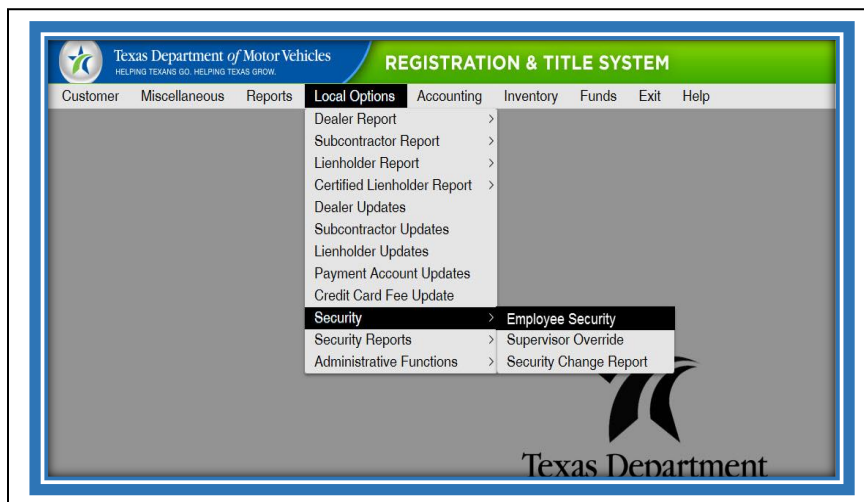 Texas Department of Motor Vehicles
HELPING TEXANS GO. HELPING TEXAS GROW.
REGISTRATION & TITLE SYSTEM
Customer Miscellaneous Reports Local Options Accounting Inventory Funds Exit Help
Dealer Report >
Subcontractor Report >
Lienholder Report >
Certified Lienholder Report >
Dealer Updates
Subcontractor Updates
Lienholder Updates
Payment Account Updates
Credit Card Fee Update
Security > Employee Security
Security Reports > Supervisor Override
Administrative Functions > Security Change Report
Texas Department